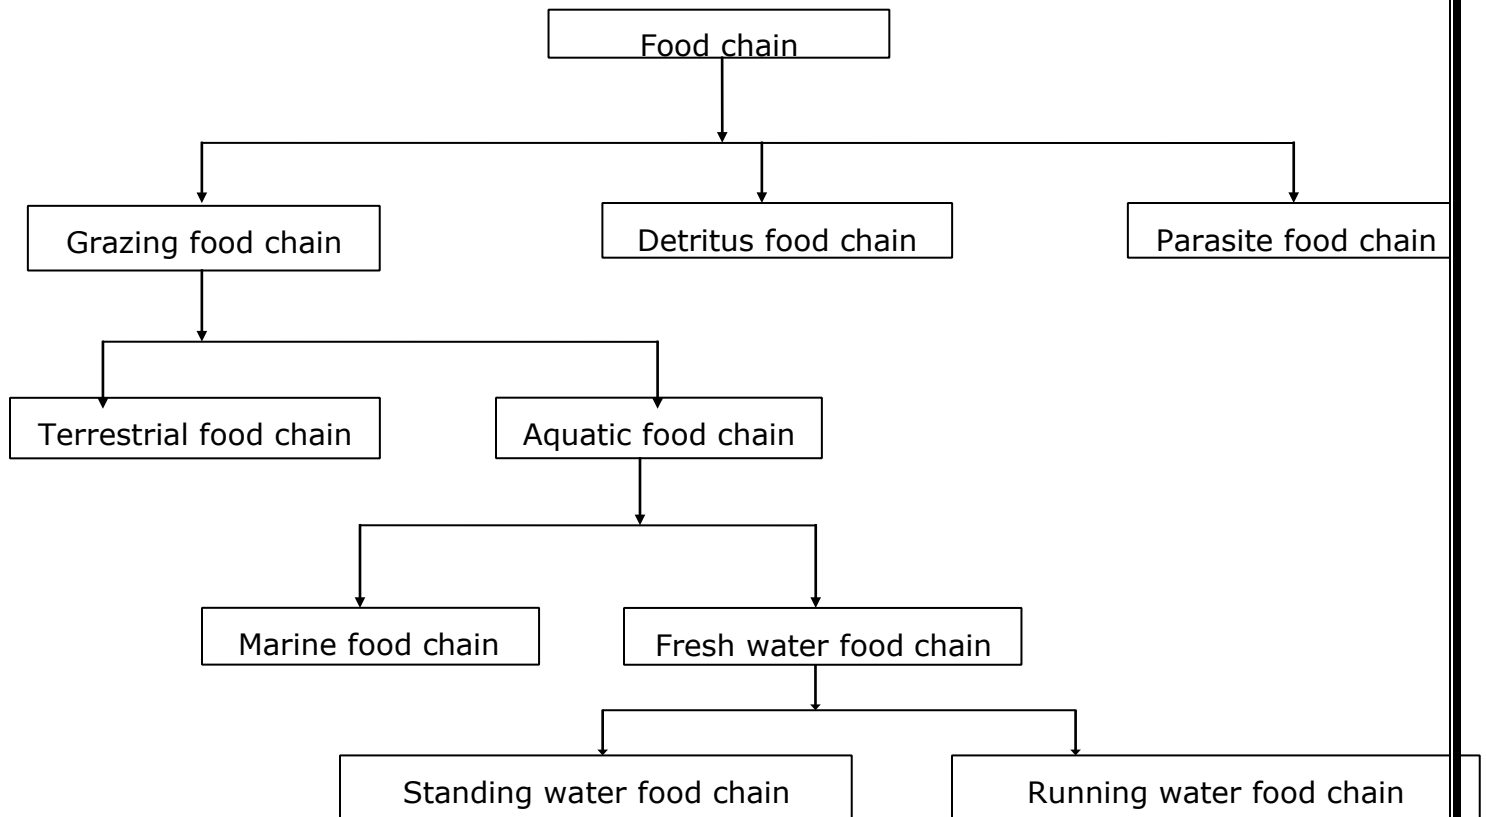 Food chain
Grazing food chain
Detritus food chain
Parasite food chain
Terrestrial food chain
Aquatic food chain
Marine food chain
Fresh water food chain
Standing water food chain
Running water food chain